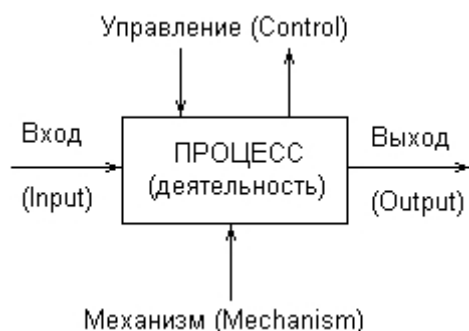 Управление (Control)
Вход
(Input)
ПРОЦЕСС
(деятельность)
Выход
(Output)
Механизм (Mechanism)